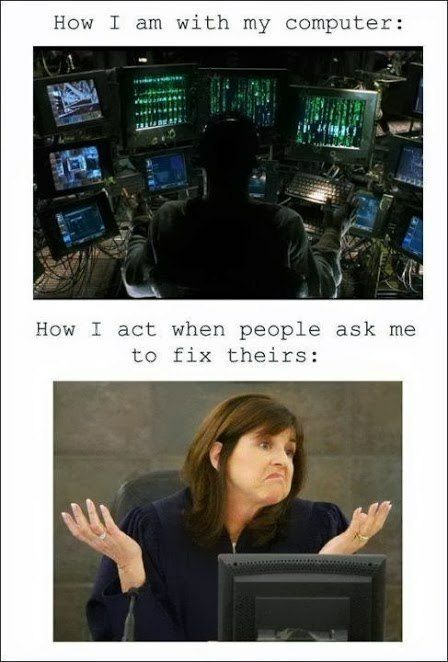 How I am with my computer:
How I act when people ask me
to fix theirs: